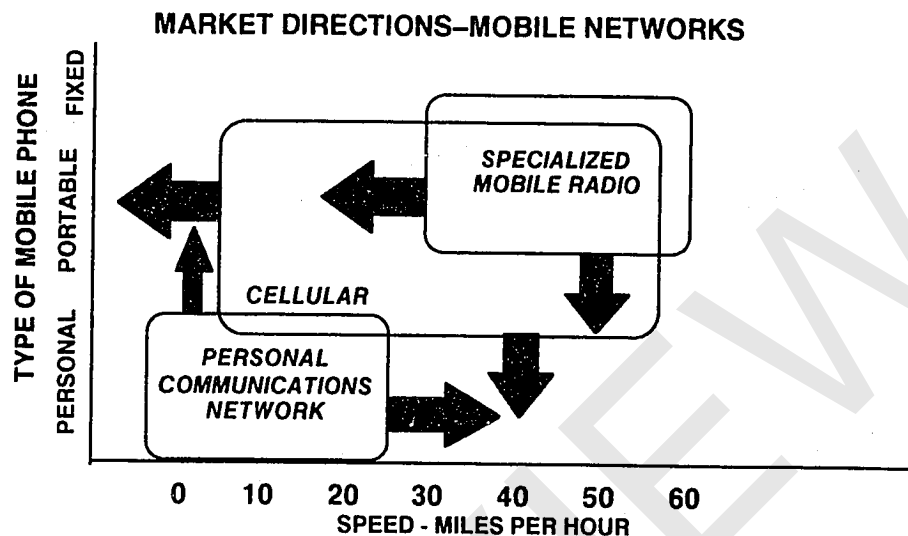 MARKET DIRECTIONS–MOBILE NETWORKS
TYPE OF MOBILE PHONE
PERSONAL PORTABLE FIXED
SPECIALIZED
MOBILE RADIO
CELLULAR
PERSONAL
COMMUNICATIONS
NETWORK
0 10 20 30 40 50 60
SPEED - MILES PER HOUR